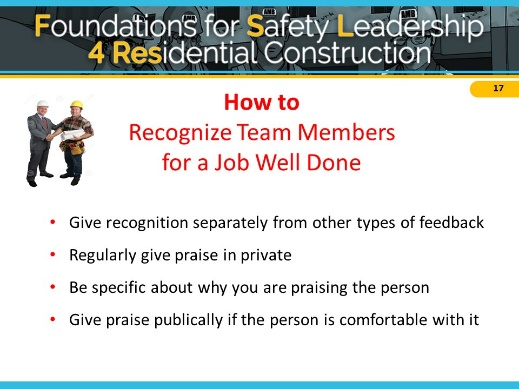 Foundations for Safety Leadership
4 Residential Construction
17
How to
Recognize Team Members
for a Job Well Done
• Give recognition separately from other types of feedback
• Regularly give praise in private
• Be specific about why you are praising the person
• Give praise publically if the person is comfortable with it